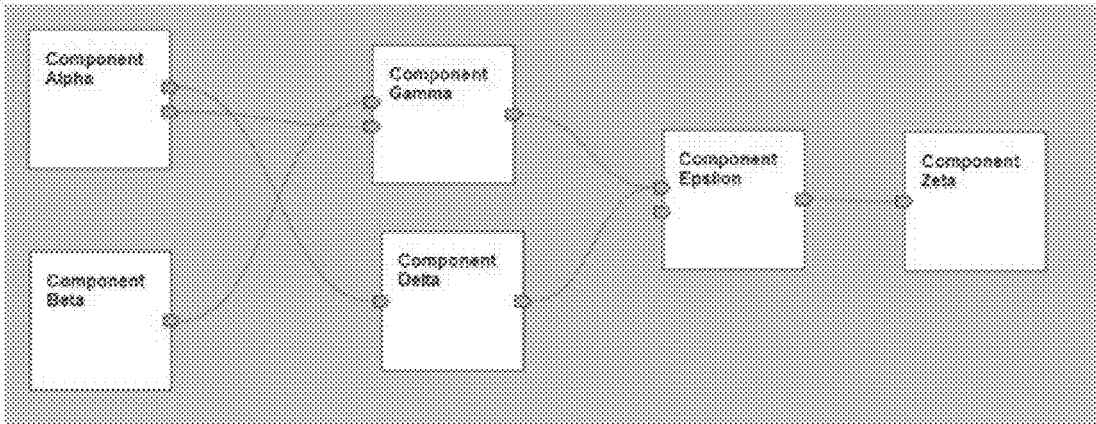 Component
Alpha
Component
Gamma
Component
Epsilon
Component
Zeta
Component
Beta
Component
Delta